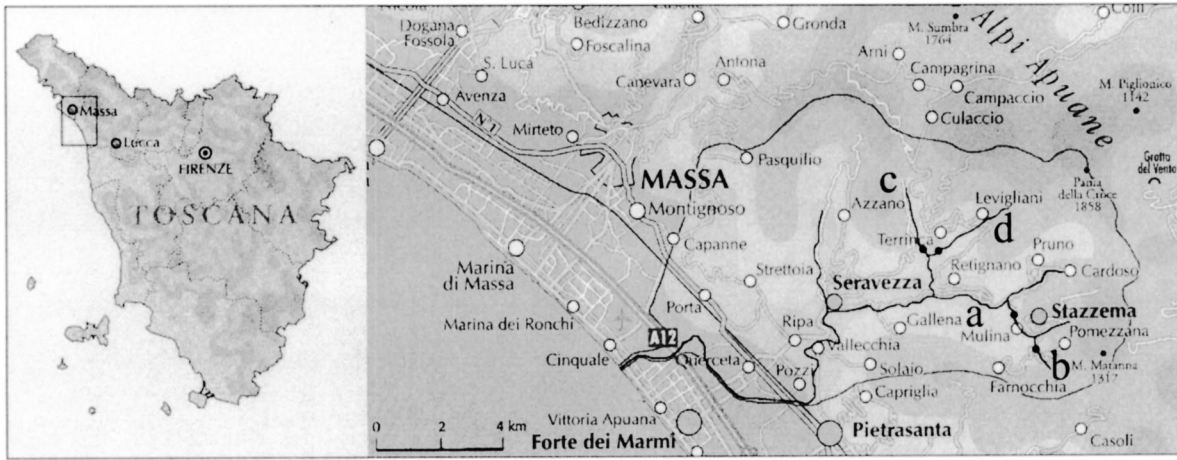 Massa
Lucca
FIRENZE
TOSCANA
Dogana
Fossola
Bedizzano
Foscalina
Gronda
M. Sumbra
1764
Alpi Apuane
S. Luca
Canevara
Antona
Arni
Campagrina
Campaccio
M. Piglionico
1142
Avenza
N°1
Mirteto
Culaccio
Pasquilio
Grotta
del Vento
MASSA
Montignoso
c
Azzano
Levigliani
Pania
della Croce
1858
Capanne
Terrinca
d
Pruno
Marina
di Massa
Strettoia
Seravezza
Retignano
Cardoso
Porta
Marina dei Ronchi
Ripa
Gallena
a
Stazzema
Mulina
Pomezzana
A12
Cinquale
Querceta
Vallecchia
Pozzi
Solaio
b
Farnocchia
1317
Capriglia
Vittoria Apuana
Forte dei Marmi
Pietrasanta
Casoli
0 2 4 km